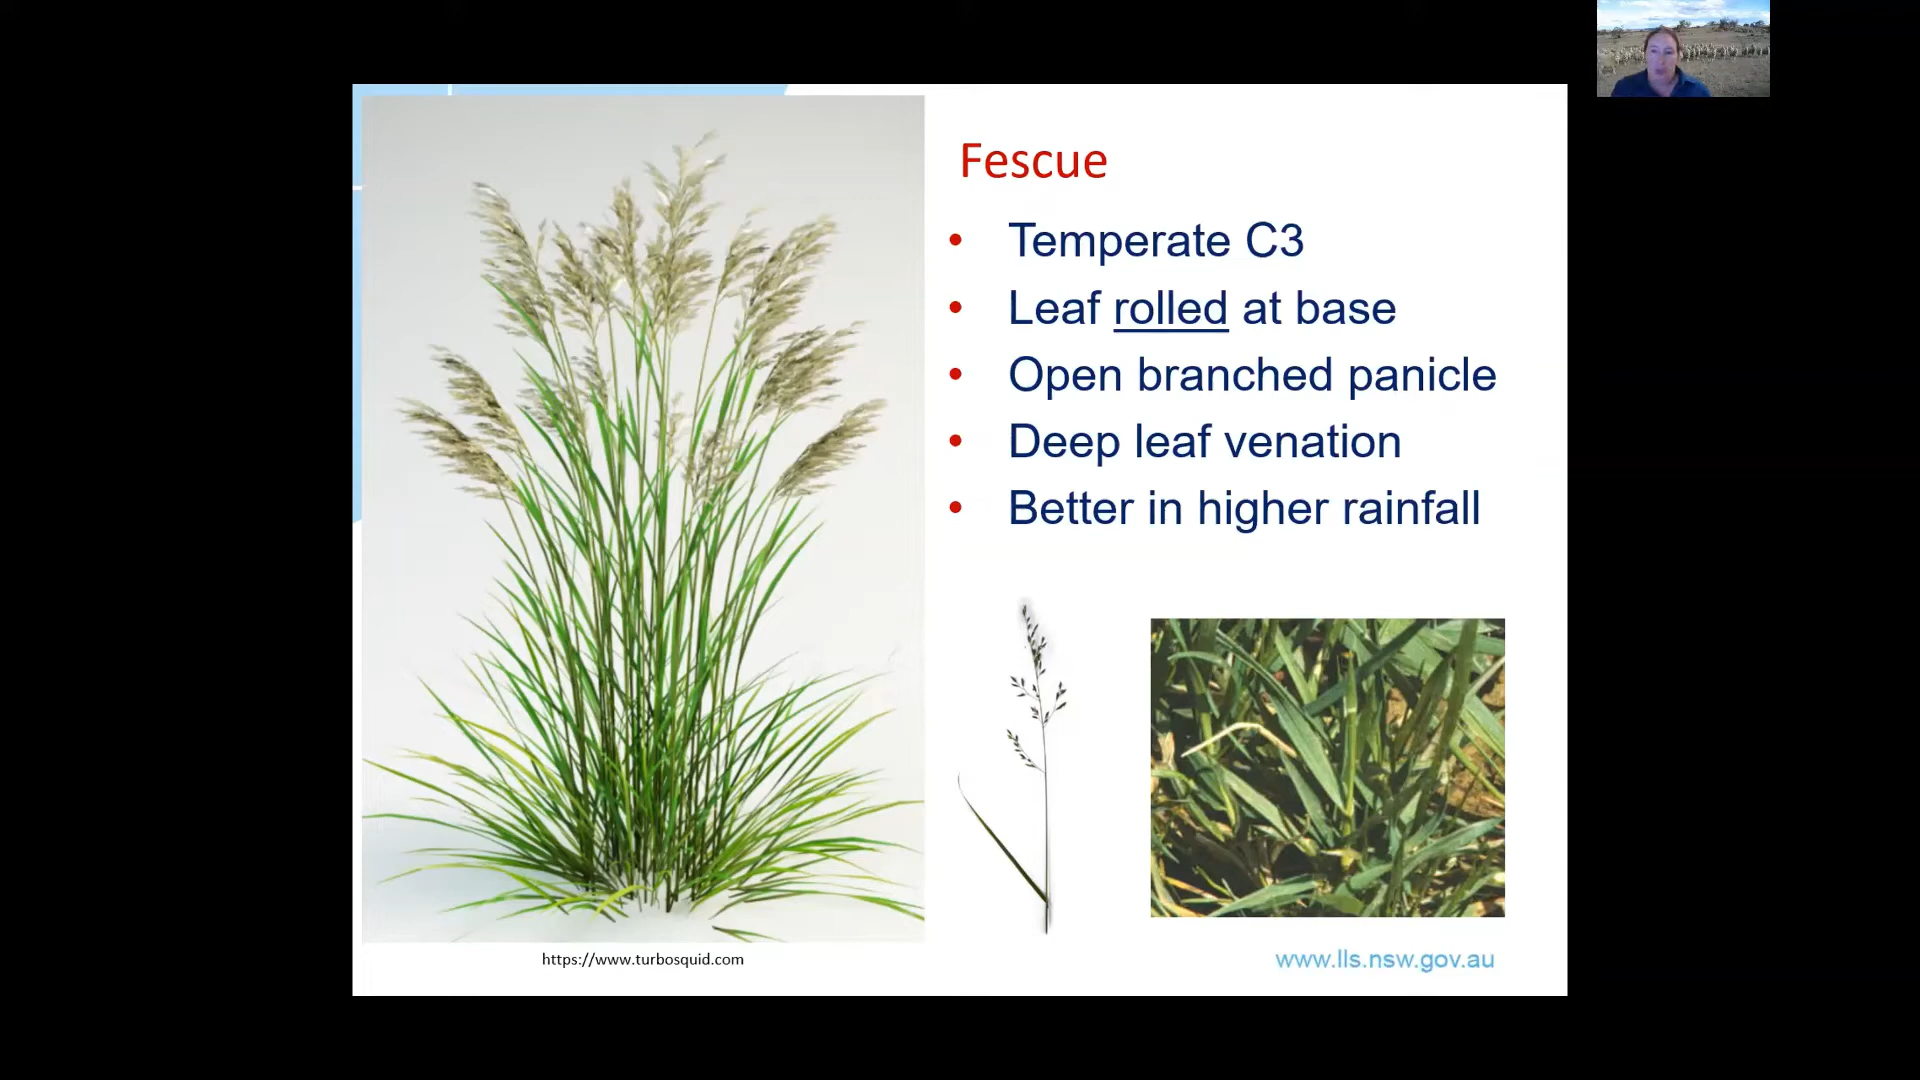 Fescue
• Temperate C3
• Leaf rolled at base
• Open branched panicle
• Deep leaf venation
• Better in higher rainfall
https://www.turbosquid.com
www.lls.nsw.gov.au